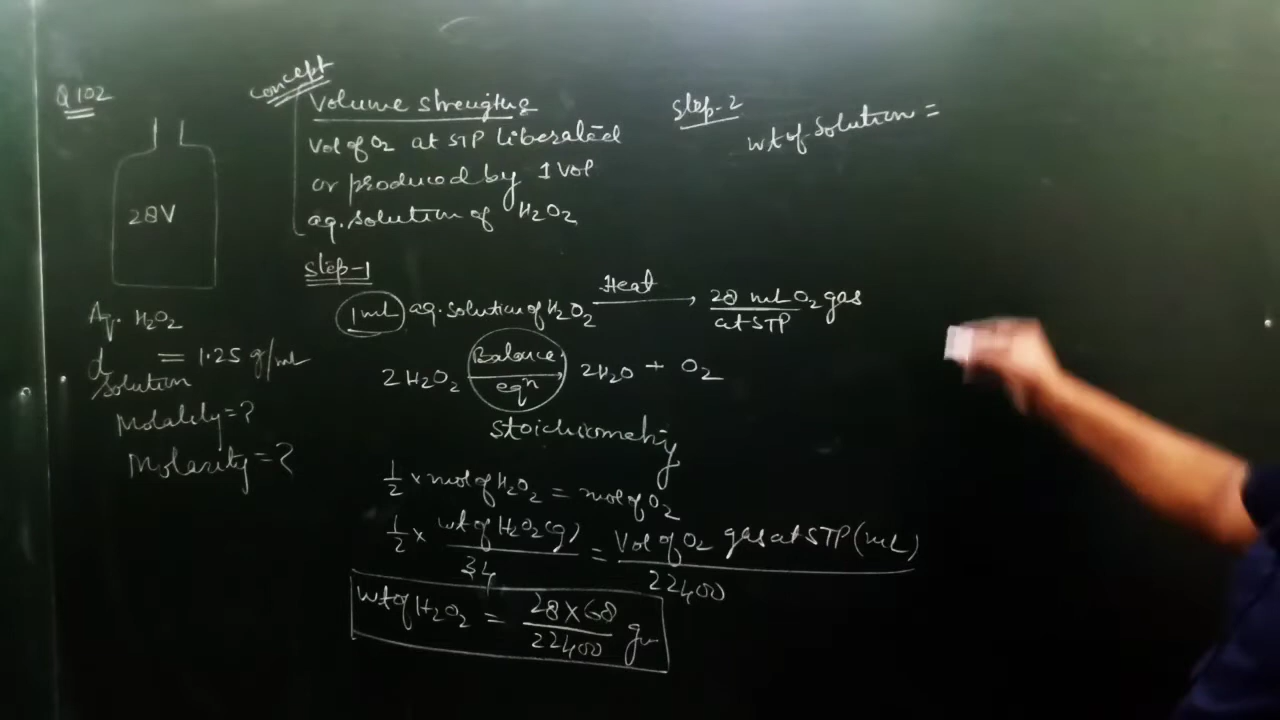 Q102
28V
Aq. H2O2
d solution = 1.25 g/mL
Molality=?
Molarity=?
concept
Volume strength
Vol of O2 at STP liberated
or produced by 1 vol
aq. solution of H2O2
Step-1
1mL aq. solution of H2O2 Heat → 28 mL O2 gas
at STP
2H2O2 Balance eqn → 2H2O + O2
Stoichiometry
1/2 × mol of H2O2 = mol of O2
1/2 × wt of H2O2(g)/34 = Vol of O2 gas at STP (mL)/22400
wt of H2O2 = 28×68/22400 gm
Step-2
wt of Solution =